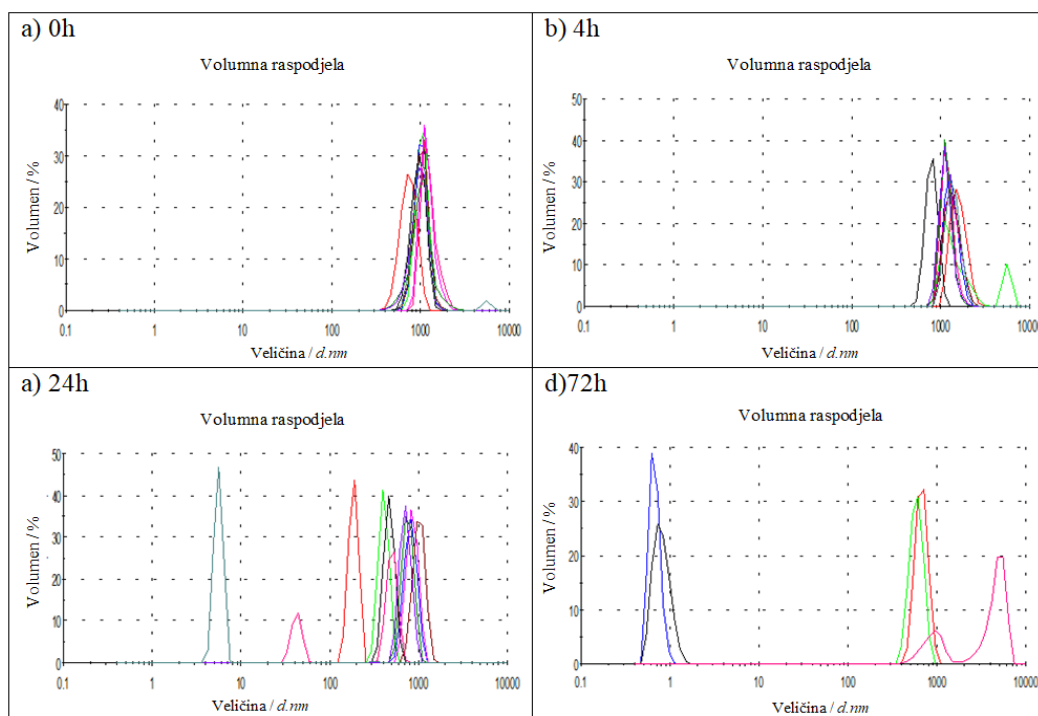 a) 0h
Volumna raspodjela
40
30
20
10
0
Volumen / %
0.1 1 10 100 1000 10000
Veličina / d.nm
b) 4h
Volumna raspodjela
50
40
30
20
10
0
Volumen / %
0.1 1 10 100 1000 10000
Veličina / d.nm
a) 24h
Volumna raspodjela
50
40
30
20
10
0
Volumen / %
0.1 1 10 100 1000 10000
Veličina / d.nm
d)72h
Volumna raspodjela
40
30
20
10
0
Volumen / %
0.1 1 10 100 1000 10000
Veličina / d.nm